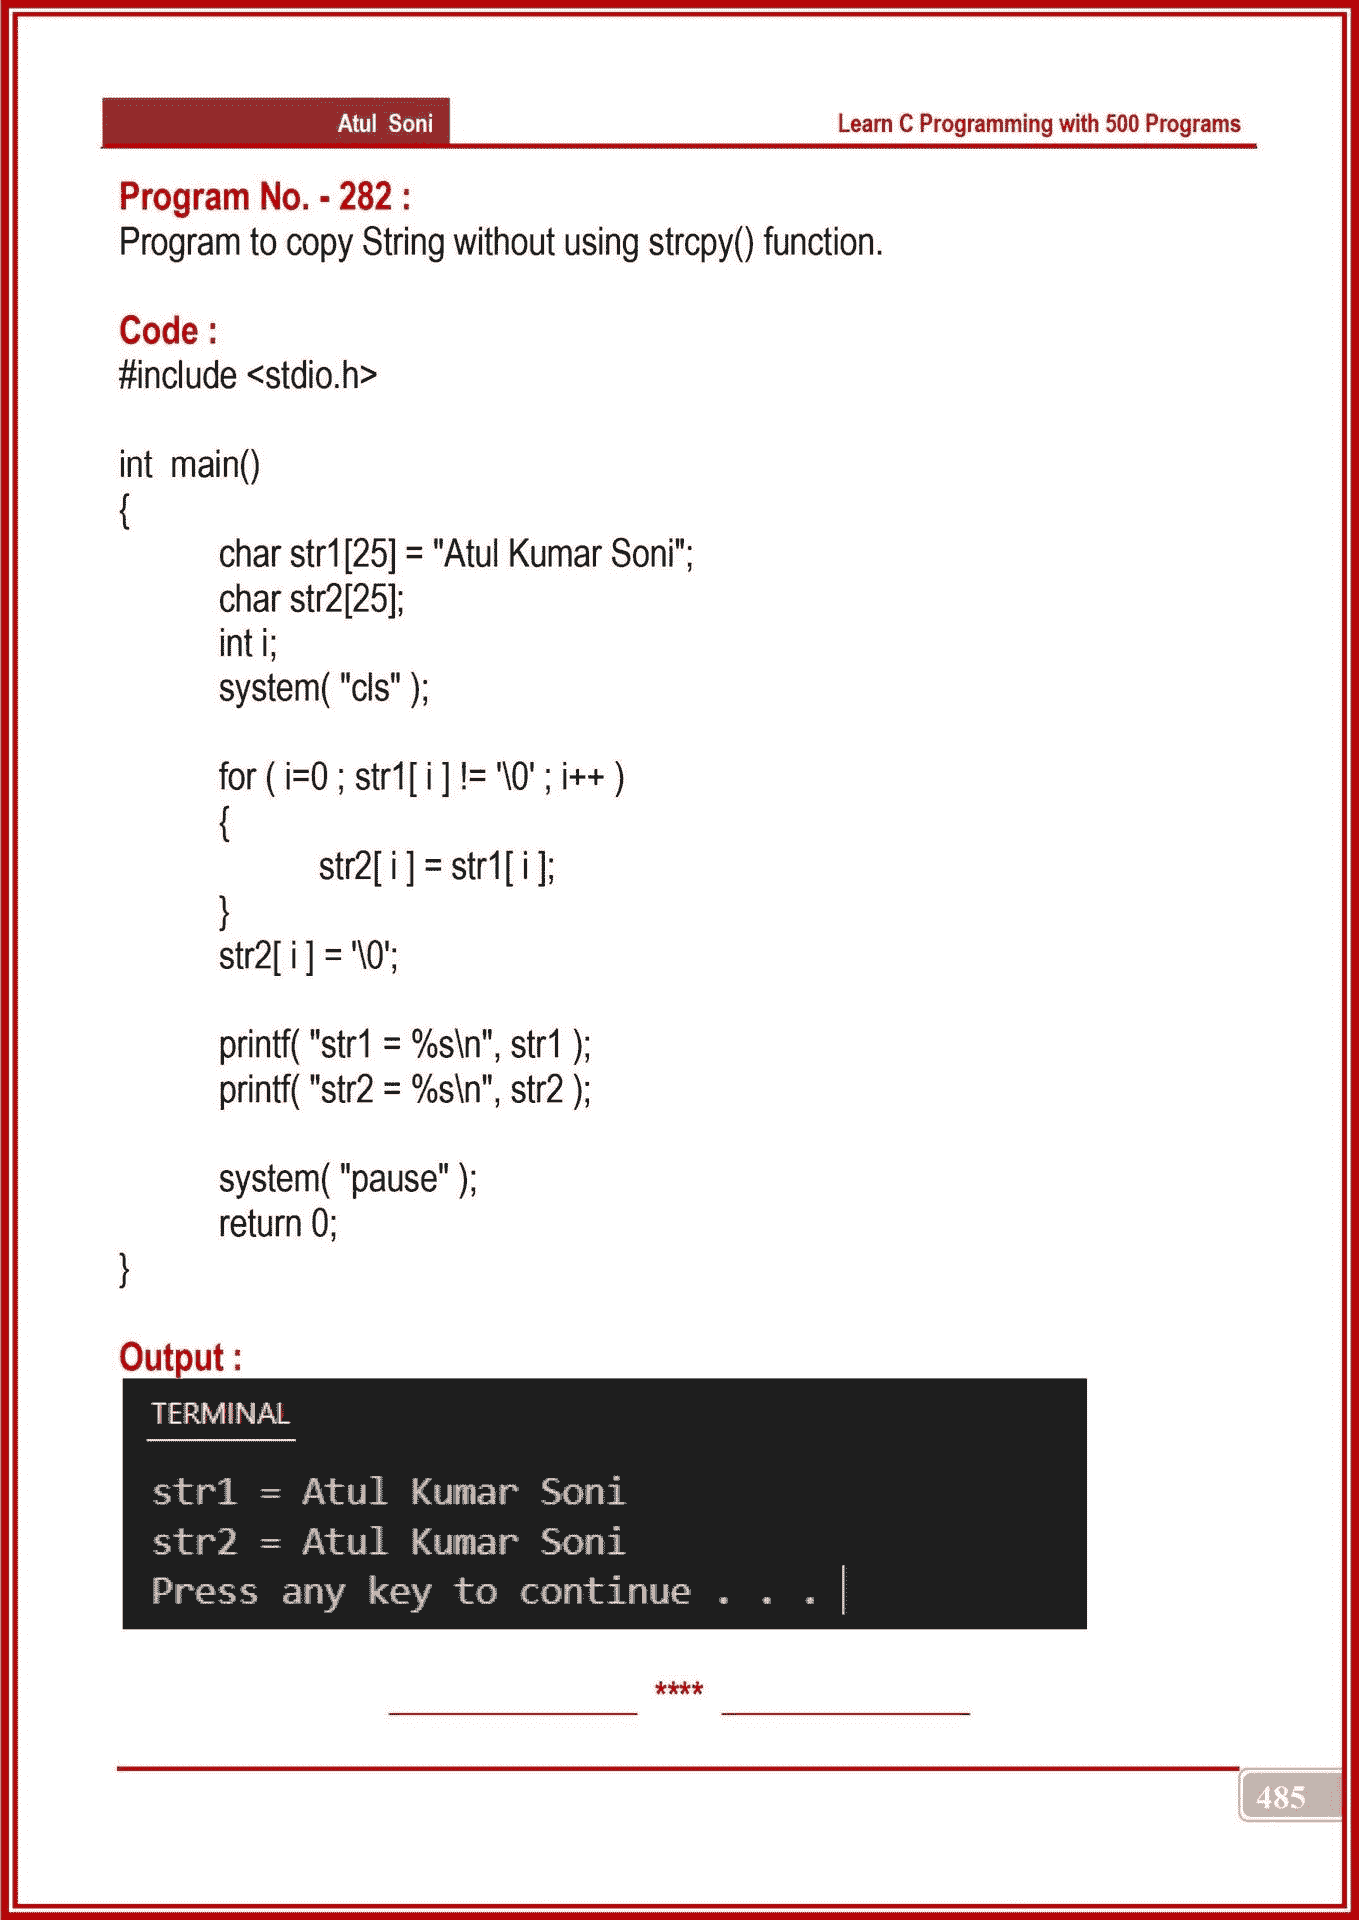 Atul Soni
Learn C Programming with 500 Programs
Program No. - 282 :
Program to copy String without using strcpy() function.
Code :
#include <stdio.h>
int main()
{
char str1[25] = "Atul Kumar Soni";
char str2[25];
int i;
system( "cls" );
for ( i=0 ; str1[ i ] != '\0' ; i++ )
{
str2[ i ] = str1[ i ];
}
str2[ i ] = '\0';
printf( "str1 = %s\n", str1 );
printf( "str2 = %s\n", str2 );
system( "pause" );
return 0;
}
Output :
TERMINAL
str1 = Atul Kumar Soni
str2 = Atul Kumar Soni
Press any key to continue . . .
****
485